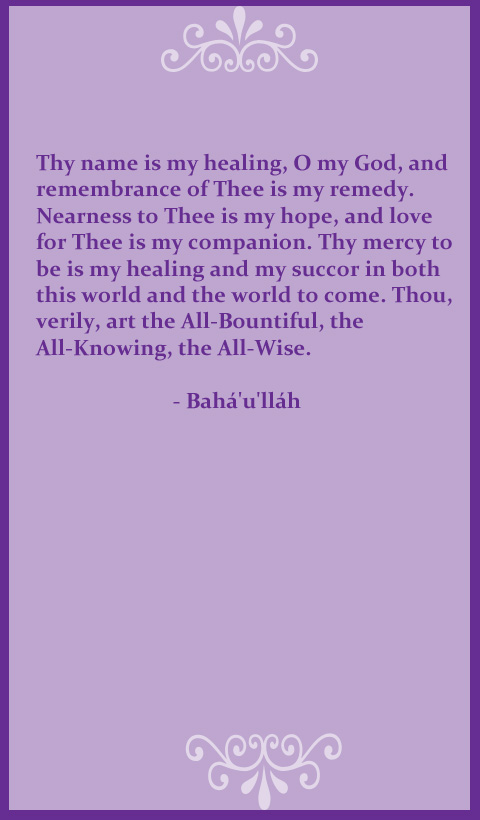 Thy name is my healing, O my God, and
remembrance of Thee is my remedy.
Nearness to Thee is my hope, and love
for Thee is my companion. Thy mercy to
be is my healing and my succor in both
this world and the world to come. Thou,
verily, art the All-Bountiful, the
All-Knowing, the All-Wise.
- Bahá'u'lláh